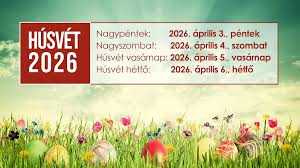 HÚSVÉT
2026
Nagypéntek: 2026. április 3., péntek
Nagyszombat: 2026. április 4., szombat
Húsvét vasárnap: 2026. április 5., vasárnap
Húsvét hétfő: 2026. április 6., hétfő